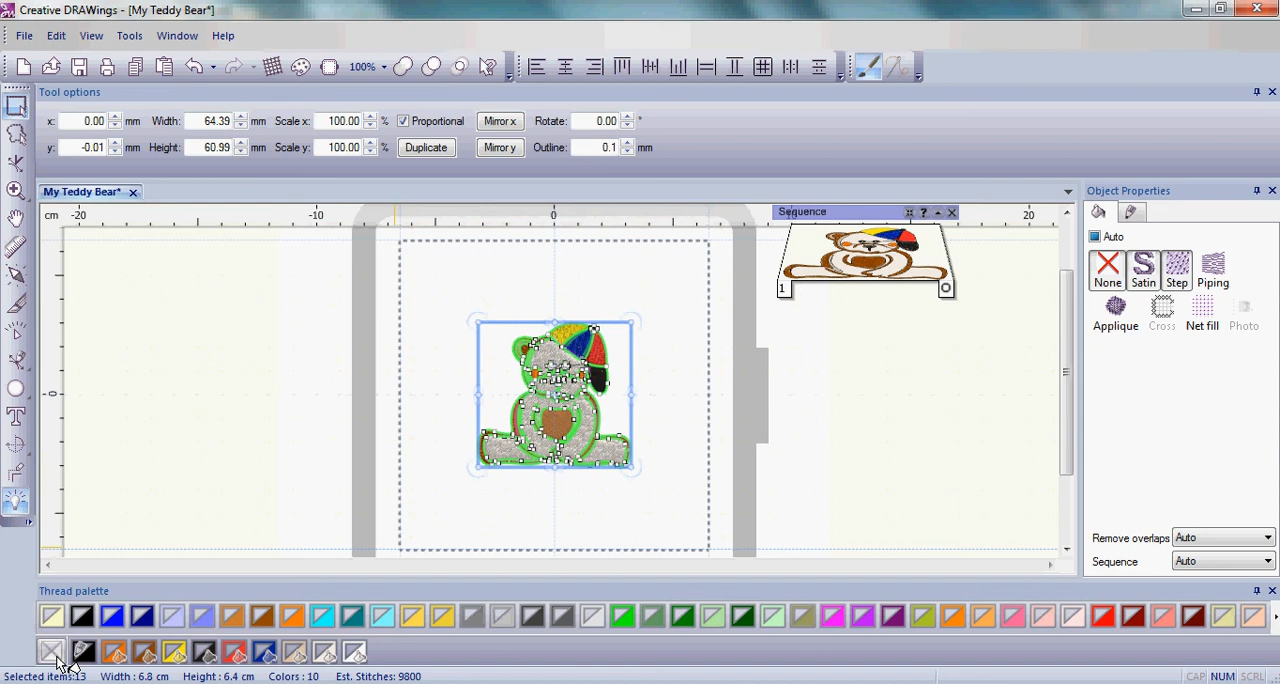 Creative DRAWings - [My Teddy Bear*]
File Edit View Tools Window Help
100%
Tool options
x: 0.00 mm Width: 64.39 mm Scale x: 100.00 % Proportional Mirror x Rotate: 0.00 °
y: -0.01 mm Height: 60.99 mm Scale y: 100.00 % Duplicate Mirror y Outline: 0.1 mm
My Teddy Bear*
Object Properties
cm -20 -10 0 20
Sequence
Auto
1
None Satin Step Piping
Applique Cross Net fill Photo
0
Remove overlaps Auto
Sequence Auto
Thread palette
Selected items:13 Width : 6.8 cm Height : 6.4 cm Colors : 10 Est. Stitches: 9800 CAP NUM SCRL